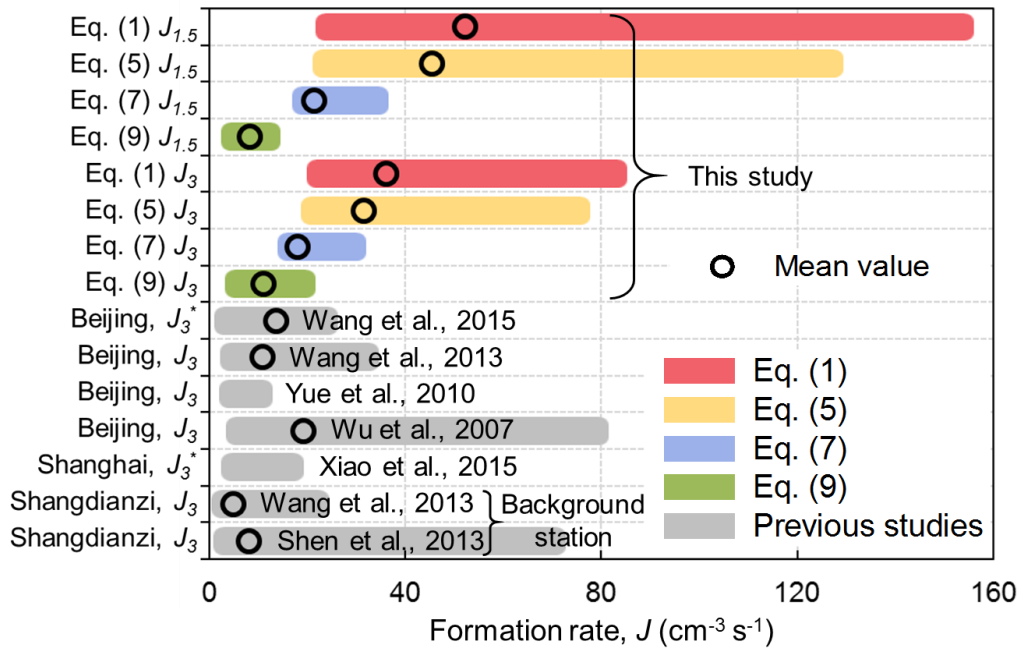 Eq. (1) J1.5
Eq. (5) J1.5
Eq. (7) J1.5
Eq. (9) J1.5
Eq. (1) J3
Eq. (5) J3
Eq. (7) J3
Eq. (9) J3
Beijing, J3*
Beijing, J3
Beijing, J3
Beijing, J3
Shanghai, J3*
Shangdianzi, J3
Shangdianzi, J3
This study
Mean value
Wang et al., 2015
Wang et al., 2013
Yue et al., 2010
Wu et al., 2007
Xiao et al., 2015
Wang et al., 2013
Shen et al., 2013
Background
station
Eq. (1)
Eq. (5)
Eq. (7)
Eq. (9)
Previous studies
0 40 80 120 160
Formation rate, J (cm-3 s-1)